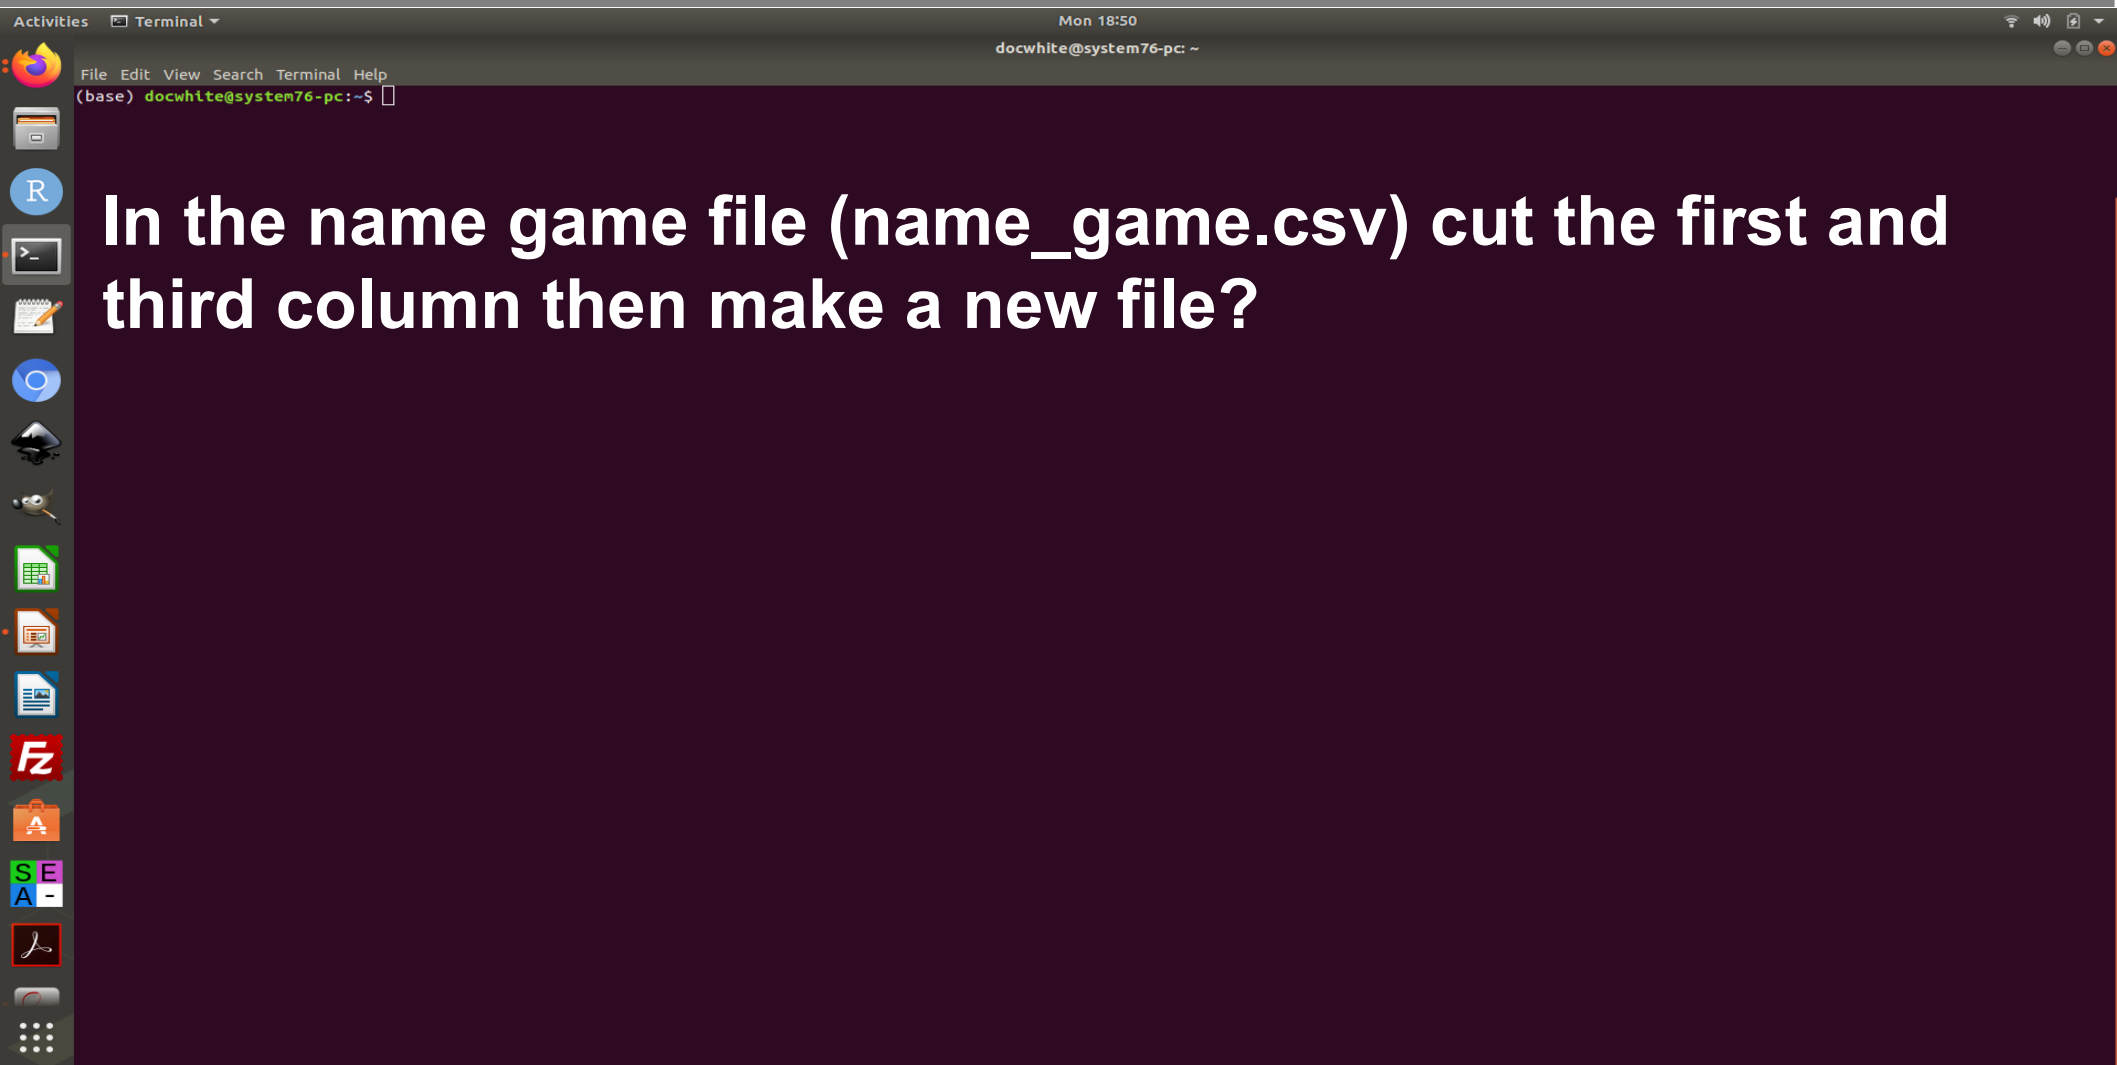 Activities Terminal Mon 18:50
docwhite@system76-pc: ~
File Edit View Search Terminal Help
(base) docwhite@system76-pc:~$
R
In the name game file (name_game.csv) cut the first and
third column then make a new file?
>_
Fz
A
S E
A -